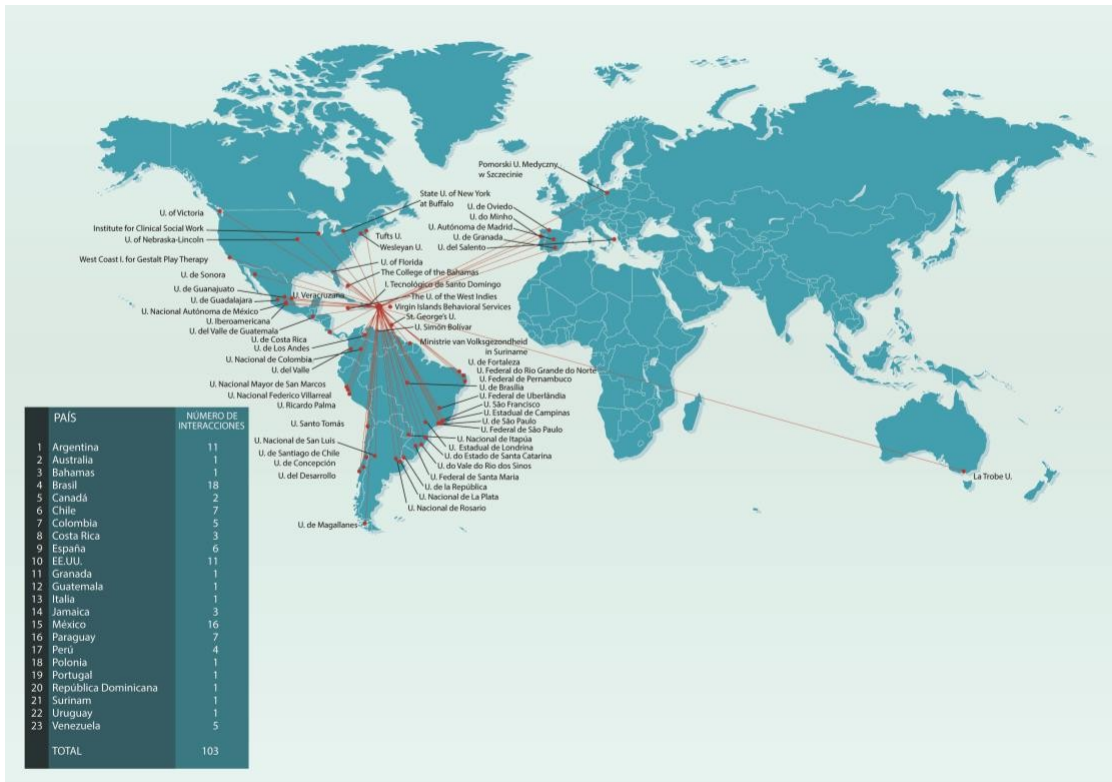 Pomorski U. Medyczny
w Szczecinie
State U. of New York
at Buffalo
U. de Oviedo
U. do Minho
U. Autónoma de Madrid
U. de Granada
U. del Salento
U. of Victoria
Institute for Clinical Social Work
U. of Nebraska-Lincoln
Tufts U.
Wesleyan U.
West Coast I. for Gestalt Play Therapy
U. of Florida
The College of the Bahamas
U. de Sonora
I. Tecnológico de Santo Domingo
U. de Guanajuato
U. Veracruzana
U. de Guadalajara
The U. of the West Indies
U. Nacional Autónoma de México
Virgin Islands Behavioral Services
U. Iberoamericana
St. George's U.
U. del Valle de Guatemala
U. Simón Bolívar
U. de Costa Rica
Ministrie van Volksgezondheid
in Suriname
U. de Los Andes
U. Nacional de Colombia
U. de Fortaleza
U. del Valle
U. Federal do Rio Grande do Norte
U. Federal de Pernambuco
U. Nacional Mayor de San Marcos
U. de Brasília
U. Nacional Federico Villarreal
U. Federal de Uberlândia
U. Ricardo Palma
U. São Francisco
U. Estadual de Campinas
U. Santo Tomás
U. de São Paulo
U. Federal de São Paulo
U. Nacional de San Luis
U. Nacional de Itapúa
U. Estadual de Londrina
U. de Santiago de Chile
U. do Estado de Santa Catarina
U. de Concepción
U. do Vale do Rio dos Sinos
U. del Desarrollo
U. Federal de Santa Maria
U. de la República
U. Nacional de La Plata
U. Nacional de Rosario
U. de Magallanes
La Trobe U.
PAÍS NÚMERO DE
INTERACCIONES
1 Argentina 11
2 Australia 1
3 Bahamas 1
4 Brasil 18
5 Canadá 2
6 Chile 7
7 Colombia 5
8 Costa Rica 3
9 España 6
10 EE.UU. 11
11 Granada 1
12 Guatemala 1
13 Italia 1
14 Jamaica 3
15 México 16
16 Paraguay 7
17 Perú 4
18 Polonia 1
19 Portugal 1
20 República Dominicana 1
21 Surinam 1
22 Uruguay 1
23 Venezuela 5
TOTAL 103